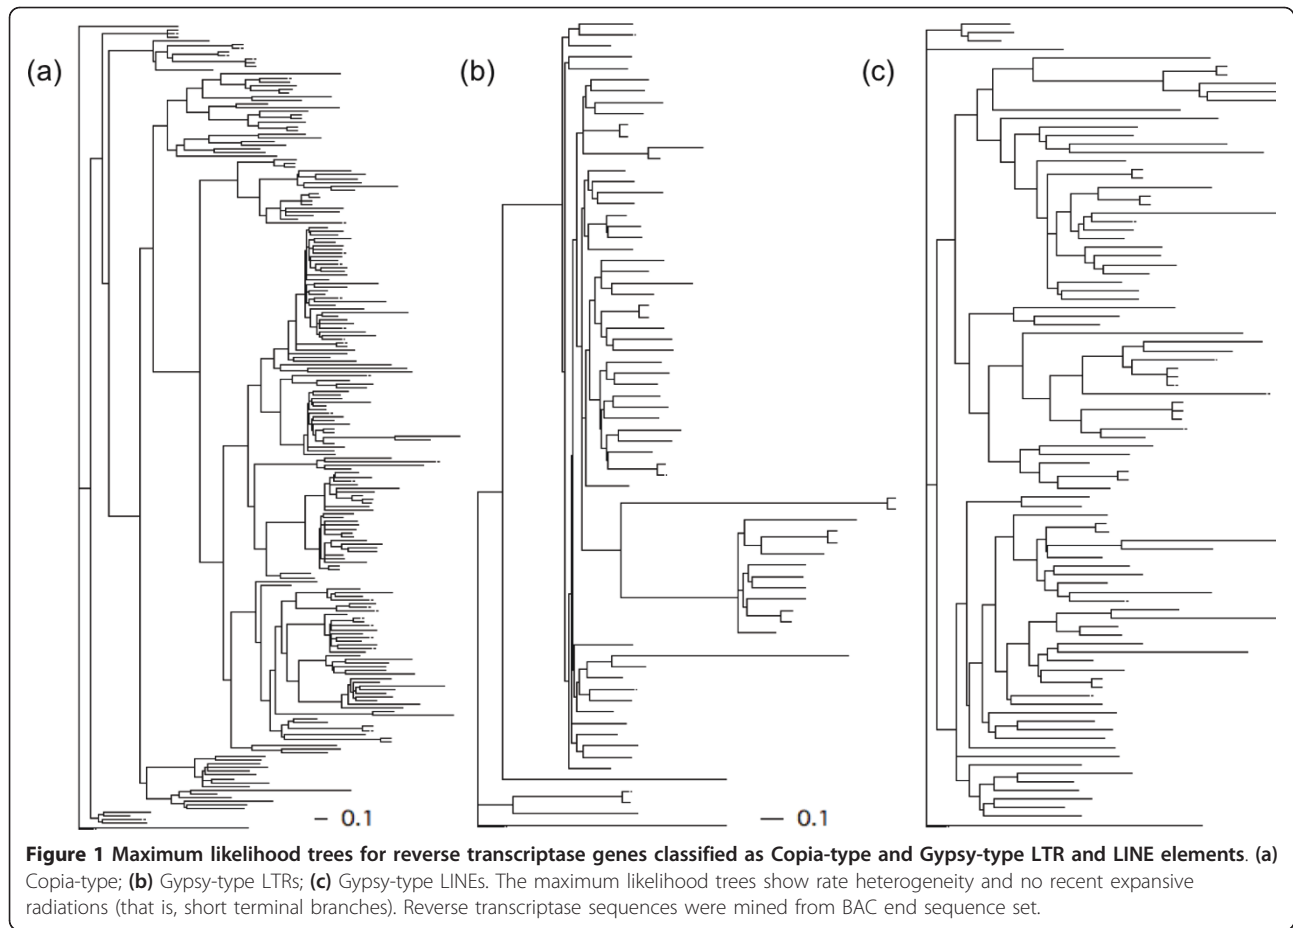 (a)
(b)
(c)
0.1
0.1
Figure 1 Maximum likelihood trees for reverse transcriptase genes classified as Copia-type and Gypsy-type LTR and LINE elements. (a)
Copia-type; (b) Gypsy-type LTRs; (c) Gypsy-type LINEs. The maximum likelihood trees show rate heterogeneity and no recent expansive
radiations (that is, short terminal branches). Reverse transcriptase sequences were mined from BAC end sequence set.